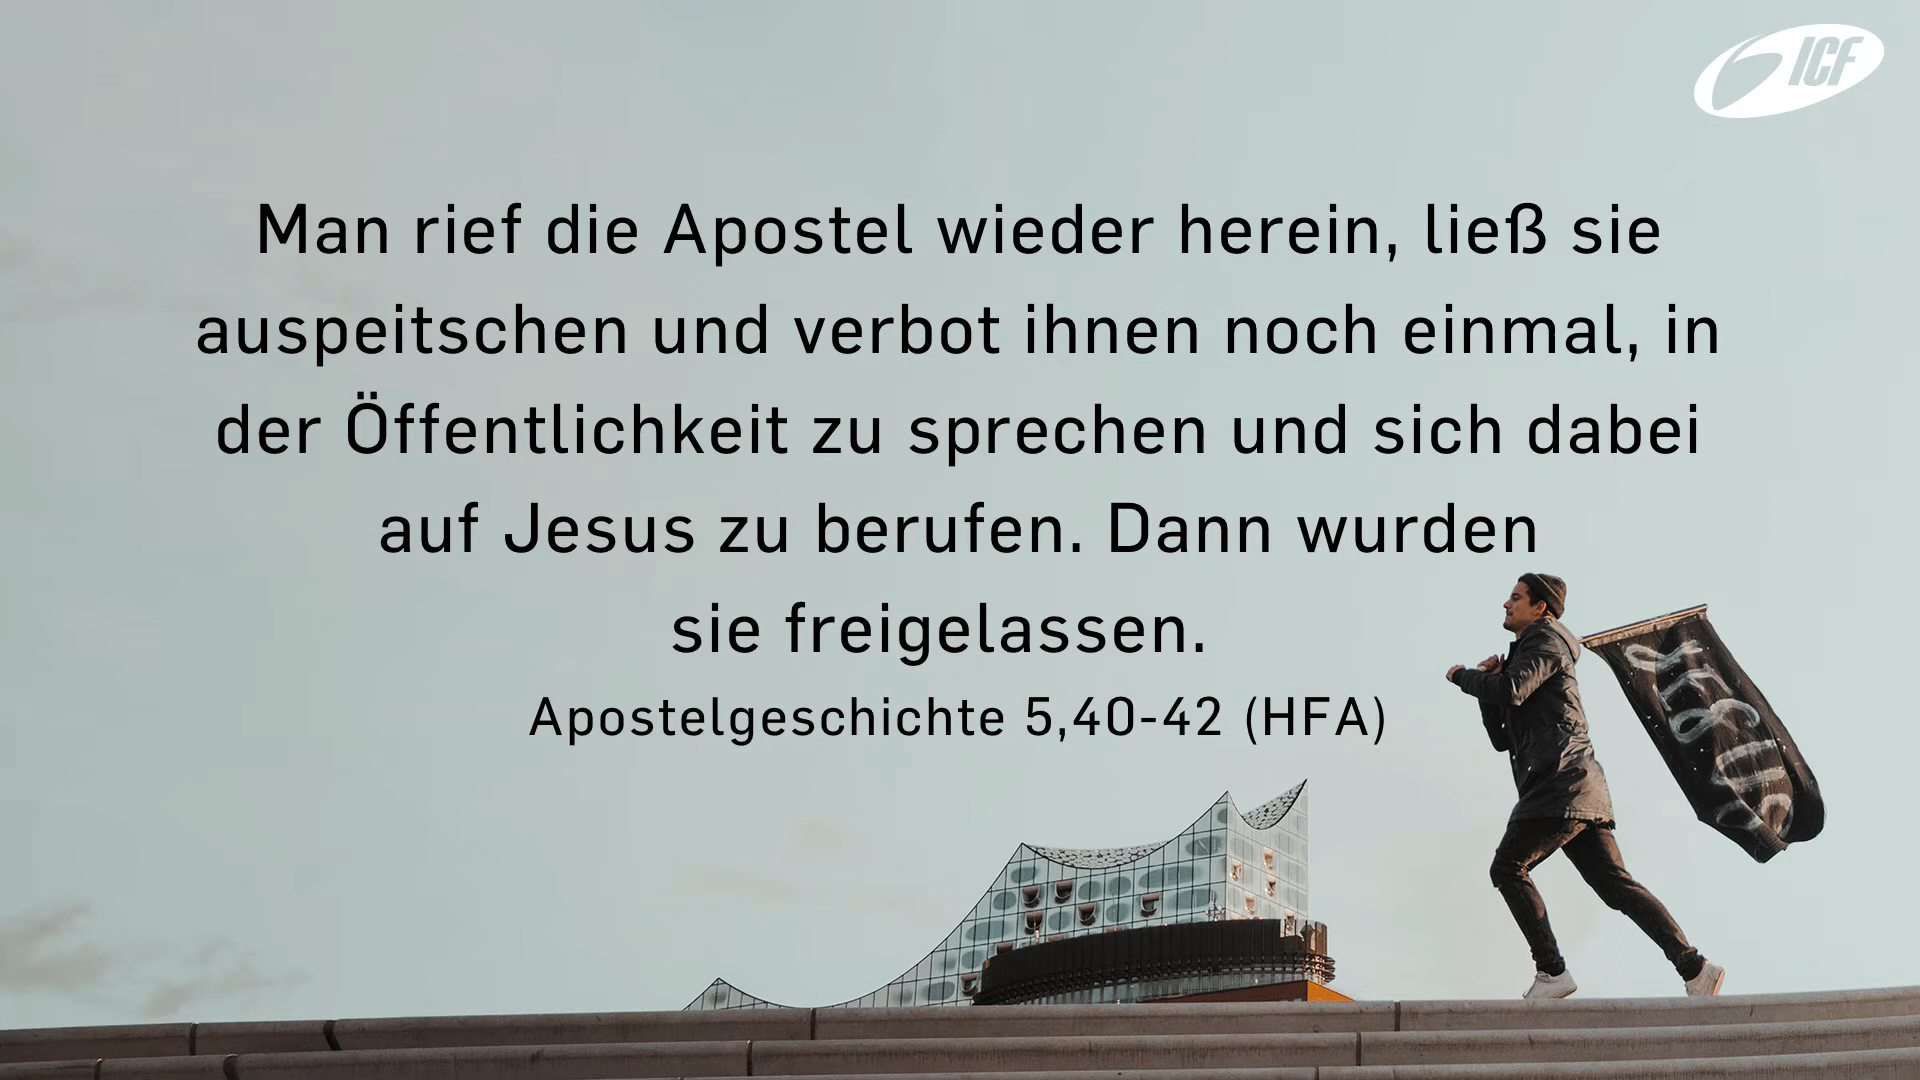 ICF
Man rief die Apostel wieder herein, ließ sie
auspeitschen und verbot ihnen noch einmal, in
der Öffentlichkeit zu sprechen und sich dabei
auf Jesus zu berufen. Dann wurden
sie freigelassen.
Apostelgeschichte 5,40-42 (HFA)